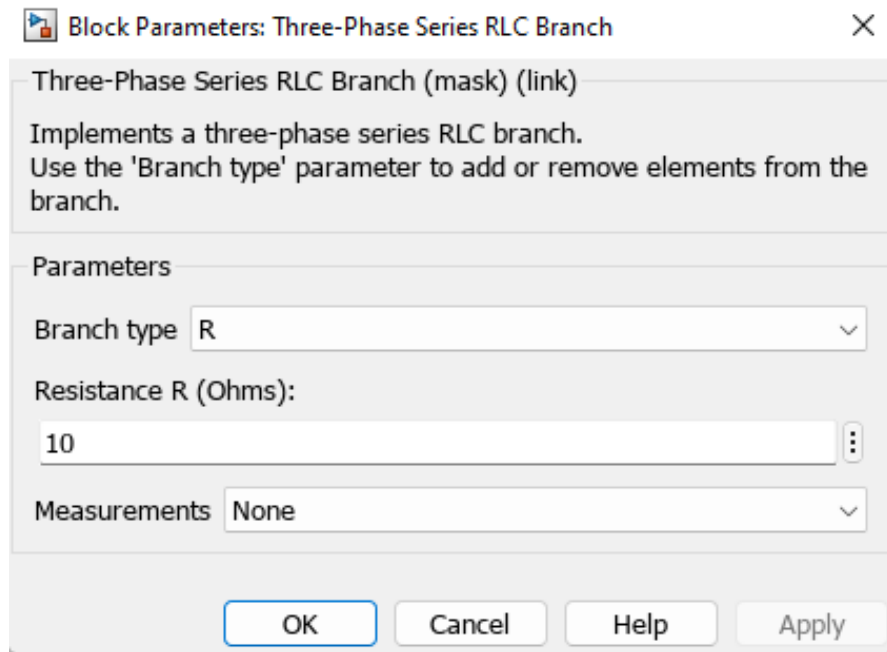 Block Parameters: Three-Phase Series RLC Branch
Three-Phase Series RLC Branch (mask) (link)
Implements a three-phase series RLC branch.
Use the 'Branch type' parameter to add or remove elements from the
branch.
Parameters
Branch type R
Resistance R (Ohms):
10
Measurements None
OK Cancel Help Apply